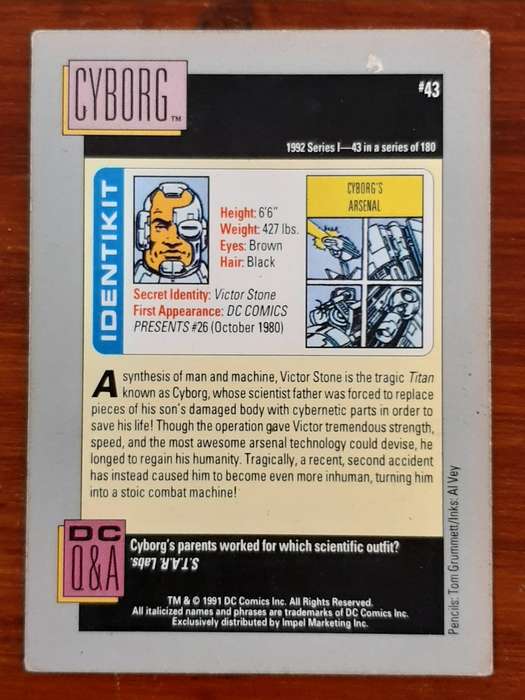 CYBORG™
#43
1992 Series I—43 in a series of 180
IDENTIKIT
Height: 6'6"
Weight: 427 lbs.
Eyes: Brown
Hair: Black
Secret Identity: Victor Stone
First Appearance: DC COMICS
PRESENTS #26 (October 1980)
CYBORG'S
ARSENAL
A synthesis of man and machine, Victor Stone is the tragic Titan
known as Cyborg, whose scientist father was forced to replace
pieces of his son's damaged body with cybernetic parts in order to
save his life! Though the operation gave Victor tremendous strength,
speed, and the most awesome arsenal technology could devise, he
longed to regain his humanity. Tragically, a recent, second accident
has instead caused him to become even more inhuman, turning him
into a stoic combat machine!
DC
Q&A
Cyborg's parents worked for which scientific outfit?
S.T.A.R. Labs.
TM & © 1991 DC Comics Inc. All Rights Reserved.
All italicized names and phrases are trademarks of DC Comics Inc.
Exclusively distributed by Impel Marketing Inc.
Pencils: Tom Grummett/Inks: Al Vey